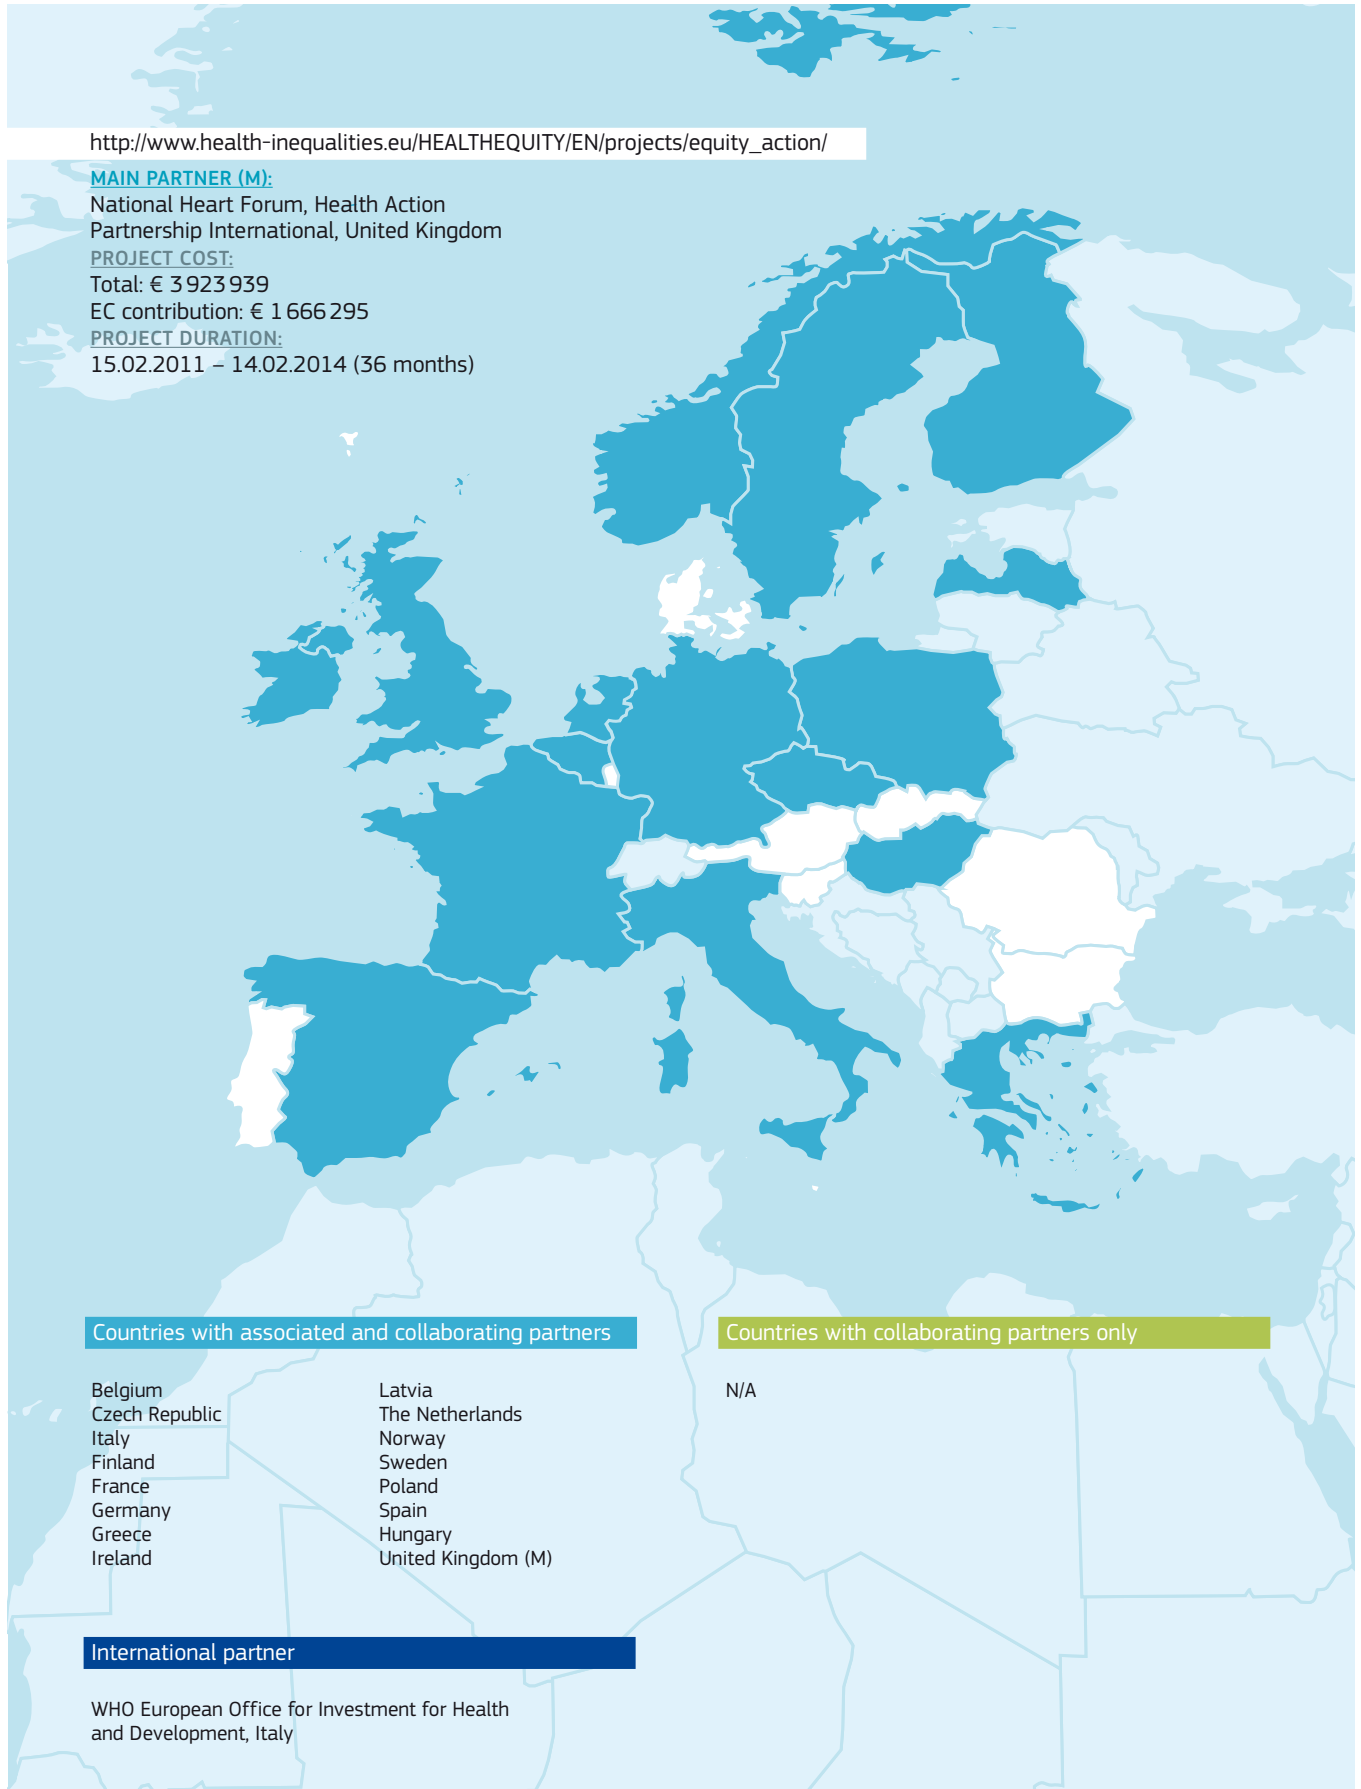 http://www.health-inequalities.eu/HEALTHEQUITY/EN/projects/equity_action/
MAIN PARTNER (M):
National Heart Forum, Health Action
Partnership International, United Kingdom
PROJECT COST:
Total: € 3 923 939
EC contribution: € 1 666 295
PROJECT DURATION:
15.02.2011 – 14.02.2014 (36 months)
Countries with associated and collaborating partners
Belgium
Czech Republic
Italy
Finland
France
Germany
Greece
Ireland
Latvia
The Netherlands
Norway
Sweden
Poland
Spain
Hungary
United Kingdom (M)
Countries with collaborating partners only
N/A
International partner
WHO European Office for Investment for Health
and Development, Italy